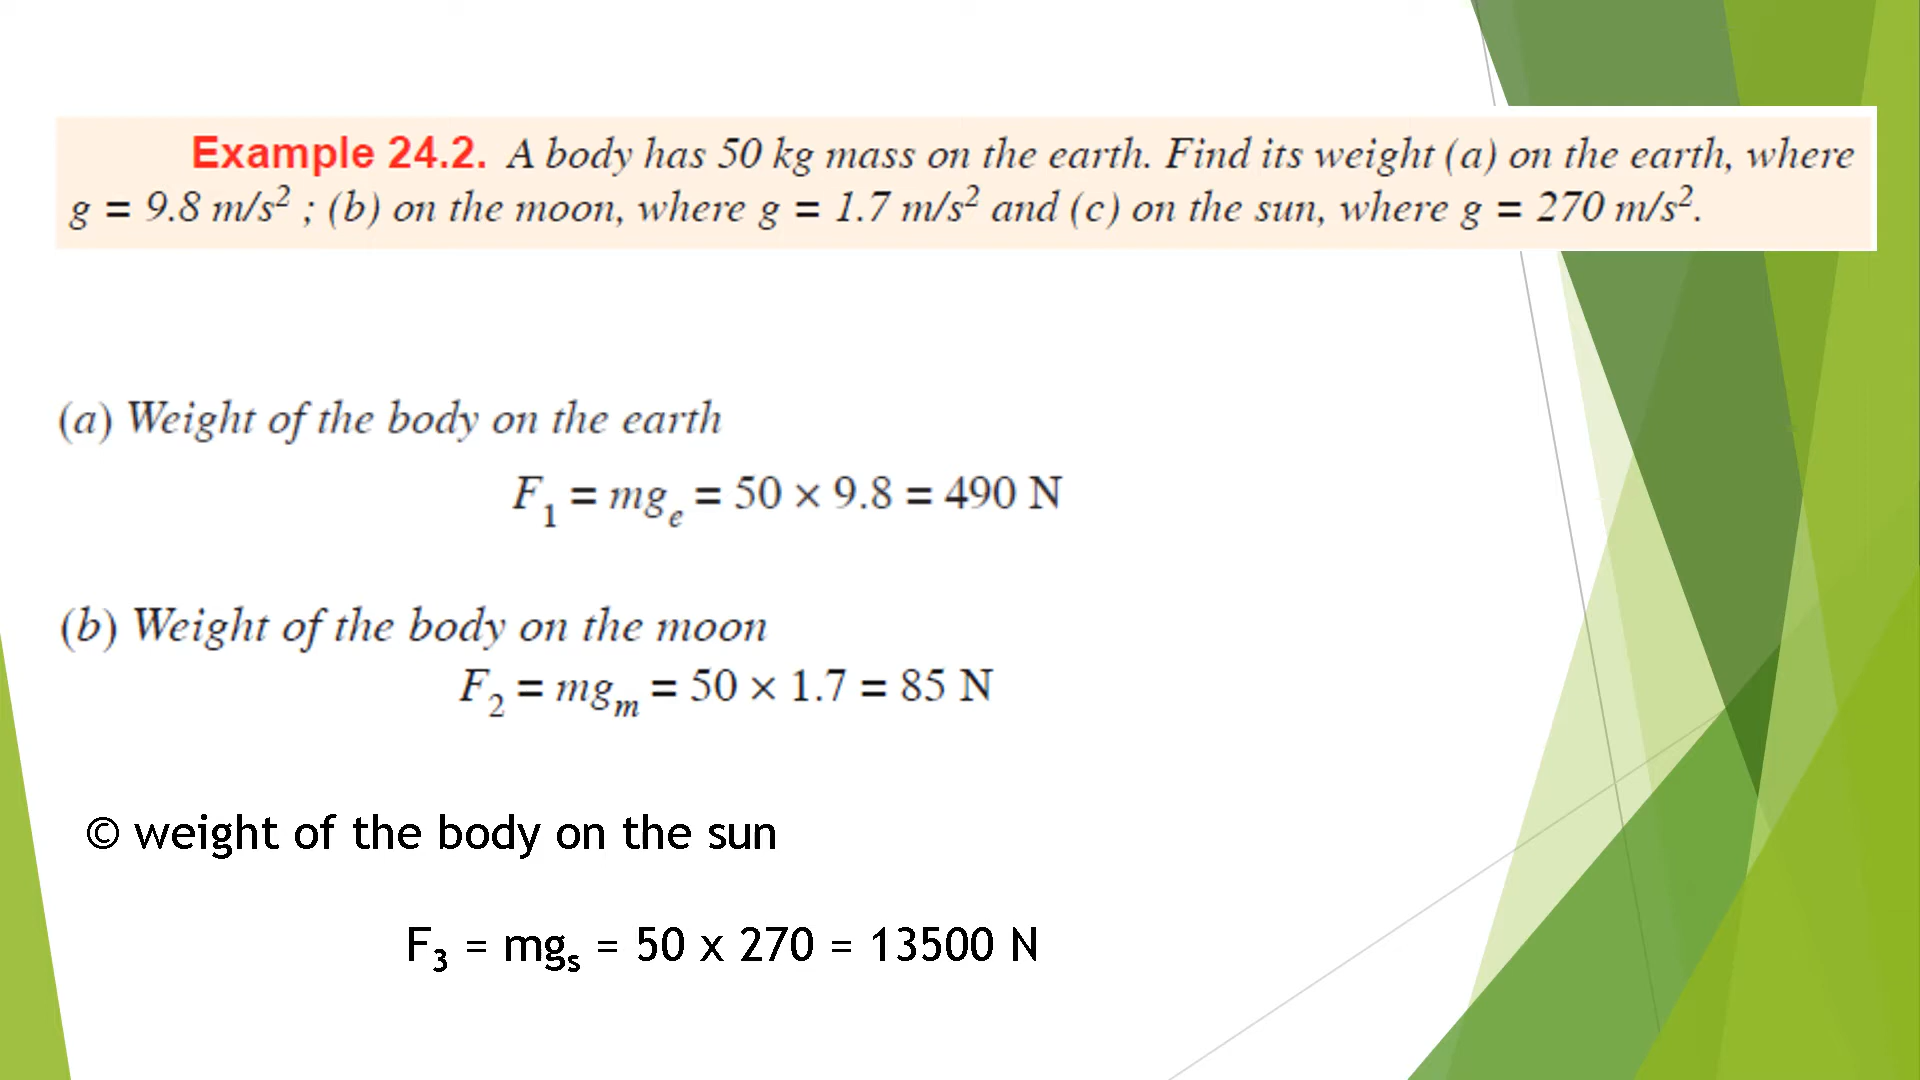 Example 24.2. A body has 50 kg mass on the earth. Find its weight (a) on the earth, where
g = 9.8 m/s² ; (b) on the moon, where g = 1.7 m/s² and (c) on the sun, where g = 270 m/s².
(a) Weight of the body on the earth
F₁ = mgₑ = 50 × 9.8 = 490 N
(b) Weight of the body on the moon
F₂ = mgₘ = 50 × 1.7 = 85 N
© weight of the body on the sun
F₃ = mgₛ = 50 x 270 = 13500 N